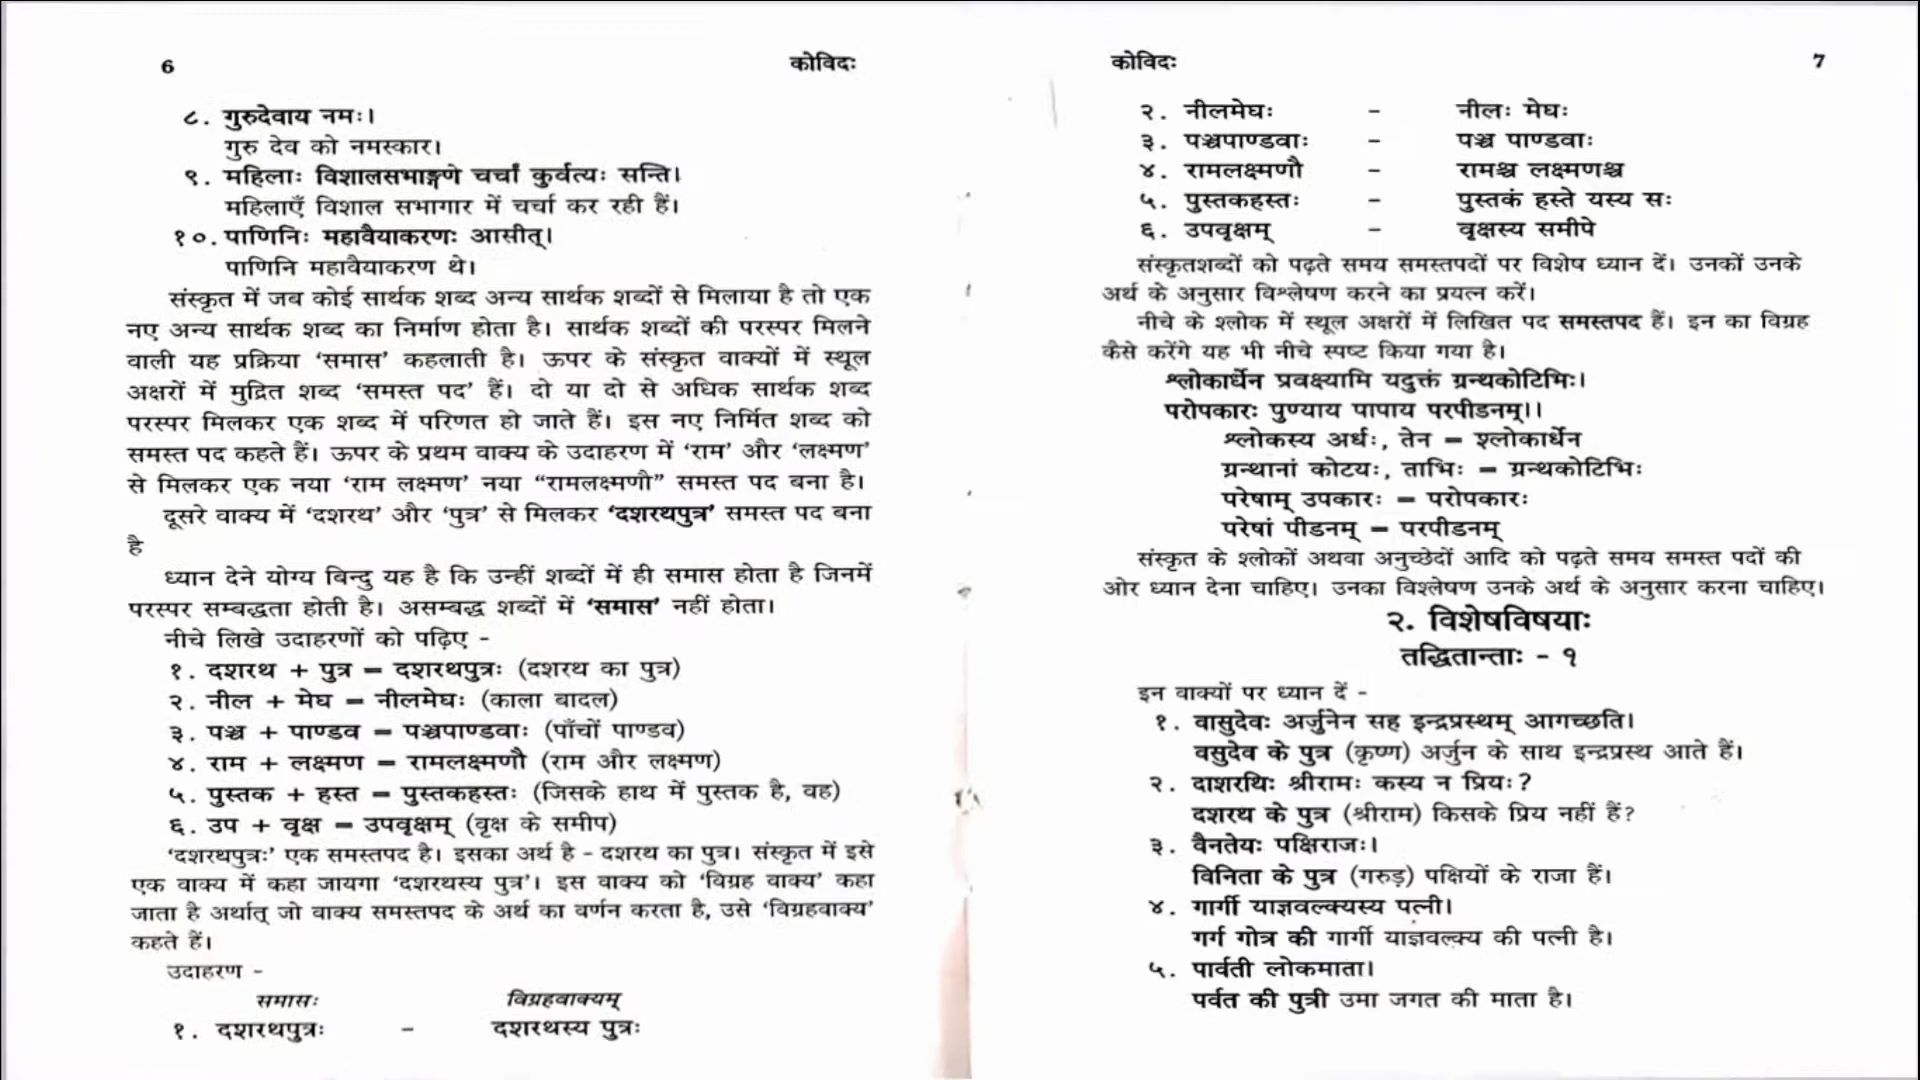 6 कोविदः
८. गुरुदेवाय नमः।
गुरु देव को नमस्कार।
९. महिलाः विशालसभाङ्गणे चर्चां कुर्वत्यः सन्ति।
महिलाएँ विशाल सभागार में चर्चा कर रही हैं।
१०. पाणिनिः महावैयाकरणः आसीत्।
पाणिनि महावैयाकरण थे।
संस्कृत में जब कोई सार्थक शब्द अन्य सार्थक शब्दों से मिलाया है तो एक
नए अन्य सार्थक शब्द का निर्माण होता है। सार्थक शब्दों की परस्पर मिलने
वाली यह प्रक्रिया ‘समास’ कहलाती है। ऊपर के संस्कृत वाक्यों में स्थूल
अक्षरों में मुद्रित शब्द ‘समस्त पद’ हैं। दो या दो से अधिक सार्थक शब्द
परस्पर मिलकर एक शब्द में परिणत हो जाते हैं। इस नए निर्मित शब्द को
समस्त पद कहते हैं। ऊपर के प्रथम वाक्य के उदाहरण में ‘राम’ और ‘लक्ष्मण’
से मिलकर एक नया ‘राम लक्ष्मण’ नया “रामलक्ष्मणौ” समस्त पद बना है।
दूसरे वाक्य में ‘दशरथ’ और ‘पुत्र’ से मिलकर ‘दशरथपुत्र’ समस्त पद बना
है
ध्यान देने योग्य बिन्दु यह है कि उन्हीं शब्दों में ही समास होता है जिनमें
परस्पर सम्बद्धता होती है। असम्बद्ध शब्दों में ‘समास’ नहीं होता।
नीचे लिखे उदाहरणों को पढ़िए -
१. दशरथ + पुत्र = दशरथपुत्रः (दशरथ का पुत्र)
२. नील + मेघ = नीलमेघः (काला बादल)
३. पञ्च + पाण्डव = पञ्चपाण्डवाः (पाँचों पाण्डव)
४. राम + लक्ष्मण = रामलक्ष्मणौ (राम और लक्ष्मण)
५. पुस्तक + हस्त = पुस्तकहस्तः (जिसके हाथ में पुस्तक है, वह)
६. उप + वृक्ष = उपवृक्षम् (वृक्ष के समीप)
‘दशरथपुत्रः’ एक समस्तपद है। इसका अर्थ है - दशरथ का पुत्र। संस्कृत में इसे
एक वाक्य में कहा जायगा ‘दशरथस्य पुत्र’। इस वाक्य को ‘विग्रह वाक्य’ कहा
जाता है अर्थात् जो वाक्य समस्तपद के अर्थ का वर्णन करता है, उसे ‘विग्रहवाक्य’
कहते हैं।
उदाहरण -
समासः विग्रहवाक्यम्
१. दशरथपुत्रः - दशरथस्य पुत्रः
कोविदः 7
२. नीलमेघः - नीलः मेघः
३. पञ्चपाण्डवाः - पञ्च पाण्डवाः
४. रामलक्ष्मणौ - रामश्च लक्ष्मणश्च
५. पुस्तकहस्तः - पुस्तकं हस्ते यस्य सः
६. उपवृक्षम् - वृक्षस्य समीपे
संस्कृतशब्दों को पढ़ते समय समस्तपदों पर विशेष ध्यान दें। उनकों उनके
अर्थ के अनुसार विश्लेषण करने का प्रयत्न करें।
नीचे के श्लोक में स्थूल अक्षरों में लिखित पद समस्तपद हैं। इन का विग्रह
कैसे करेंगे यह भी नीचे स्पष्ट किया गया है।
श्लोकार्धेन प्रवक्ष्यामि यदुक्तं ग्रन्थकोटिभिः।
परोपकारः पुण्याय पापाय परपीडनम्।।
श्लोकस्य अर्धः, तेन = श्लोकार्धेन
ग्रन्थानां कोटयः, ताभिः = ग्रन्थकोटिभिः
परेषाम् उपकारः = परोपकारः
परेषां पीडनम् = परपीडनम्
संस्कृत के श्लोकों अथवा अनुच्छेदों आदि को पढ़ते समय समस्त पदों की
ओर ध्यान देना चाहिए। उनका विश्लेषण उनके अर्थ के अनुसार करना चाहिए।
२. विशेषविषयाः
तद्धितान्ताः - १
इन वाक्यों पर ध्यान दें -
१. वासुदेवः अर्जुनेन सह इन्द्रप्रस्थम् आगच्छति।
वसुदेव के पुत्र (कृष्ण) अर्जुन के साथ इन्द्रप्रस्थ आते हैं।
२. दाशरथिः श्रीरामः कस्य न प्रियः?
दशरथ के पुत्र (श्रीराम) किसके प्रिय नहीं हैं?
३. वैनतेयः पक्षिराजः।
विनिता के पुत्र (गरुड़) पक्षियों के राजा हैं।
४. गार्गी याज्ञवल्क्यस्य पत्नी।
गर्ग गोत्र की गार्गी याज्ञवल्क्य की पत्नी है।
५. पार्वती लोकमाता।
पर्वत की पुत्री उमा जगत की माता है।